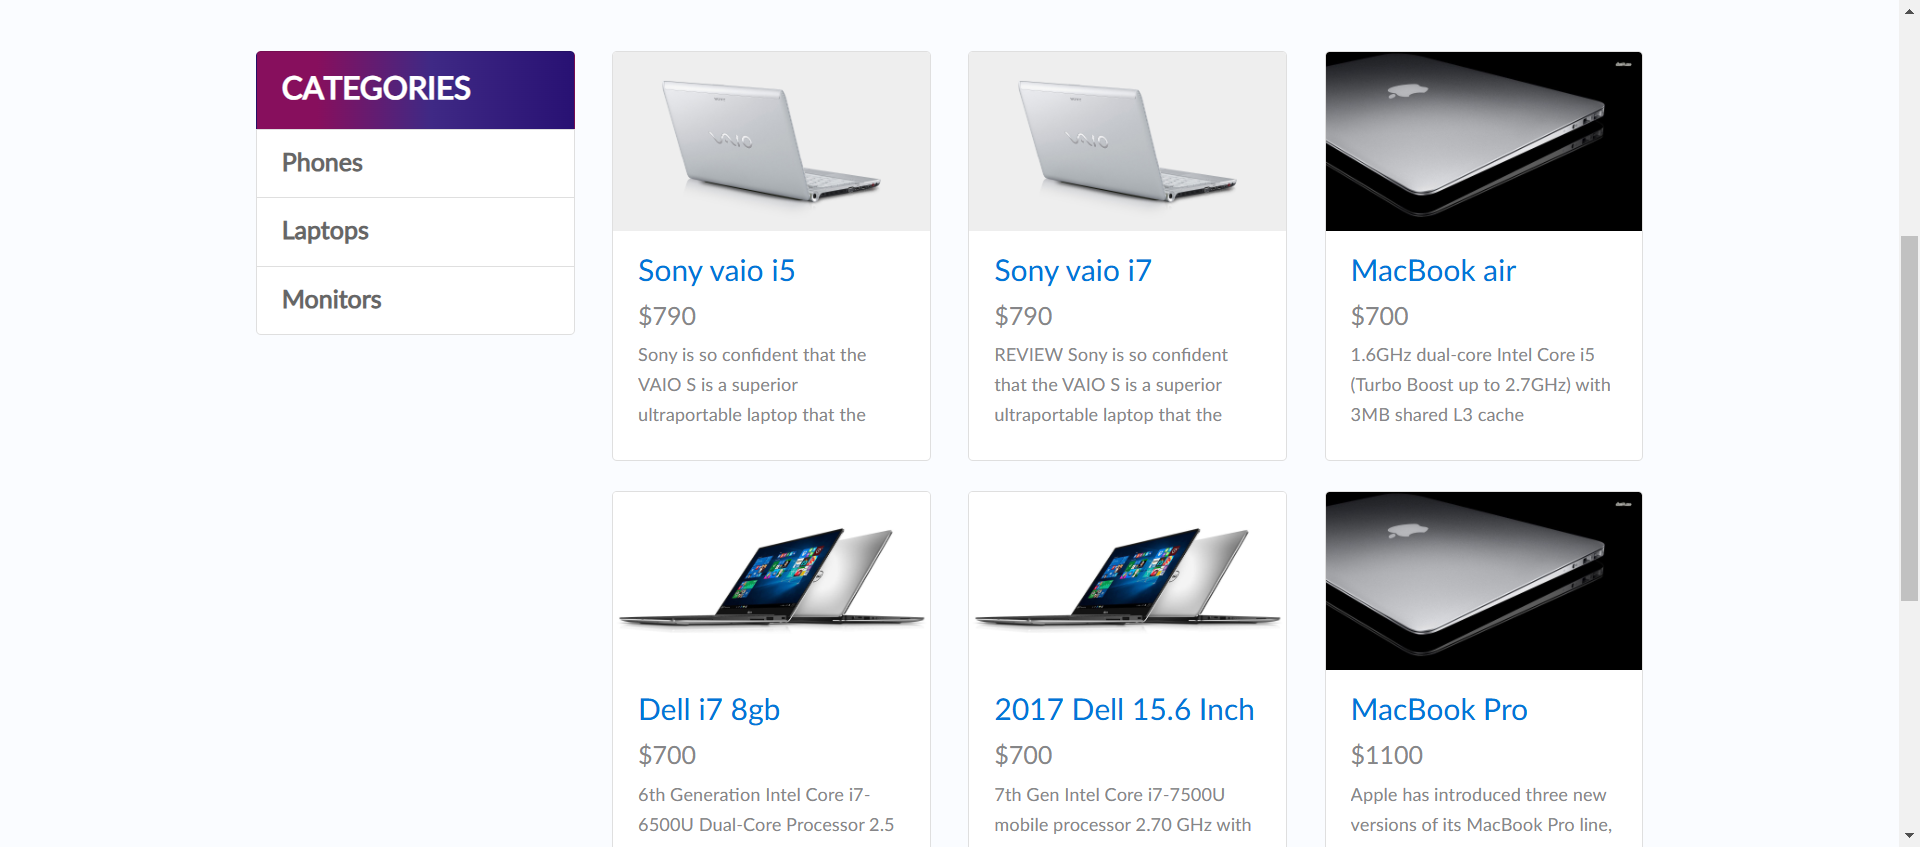 CATEGORIES
Phones
Laptops
Monitors
SONY
VAIO
Sony vaio i5
$790
Sony is so confident that the
VAIO S is a superior
ultraportable laptop that the
SONY
VAIO
Sony vaio i7
$790
REVIEW Sony is so confident
that the VAIO S is a superior
ultraportable laptop that the
MacBook air
$700
1.6GHz dual-core Intel Core i5
(Turbo Boost up to 2.7GHz) with
3MB shared L3 cache
Dell i7 8gb
$700
6th Generation Intel Core i7-
6500U Dual-Core Processor 2.5
2017 Dell 15.6 Inch
$700
7th Gen Intel Core i7-7500U
mobile processor 2.70 GHz with
MacBook Pro
$1100
Apple has introduced three new
versions of its MacBook Pro line,